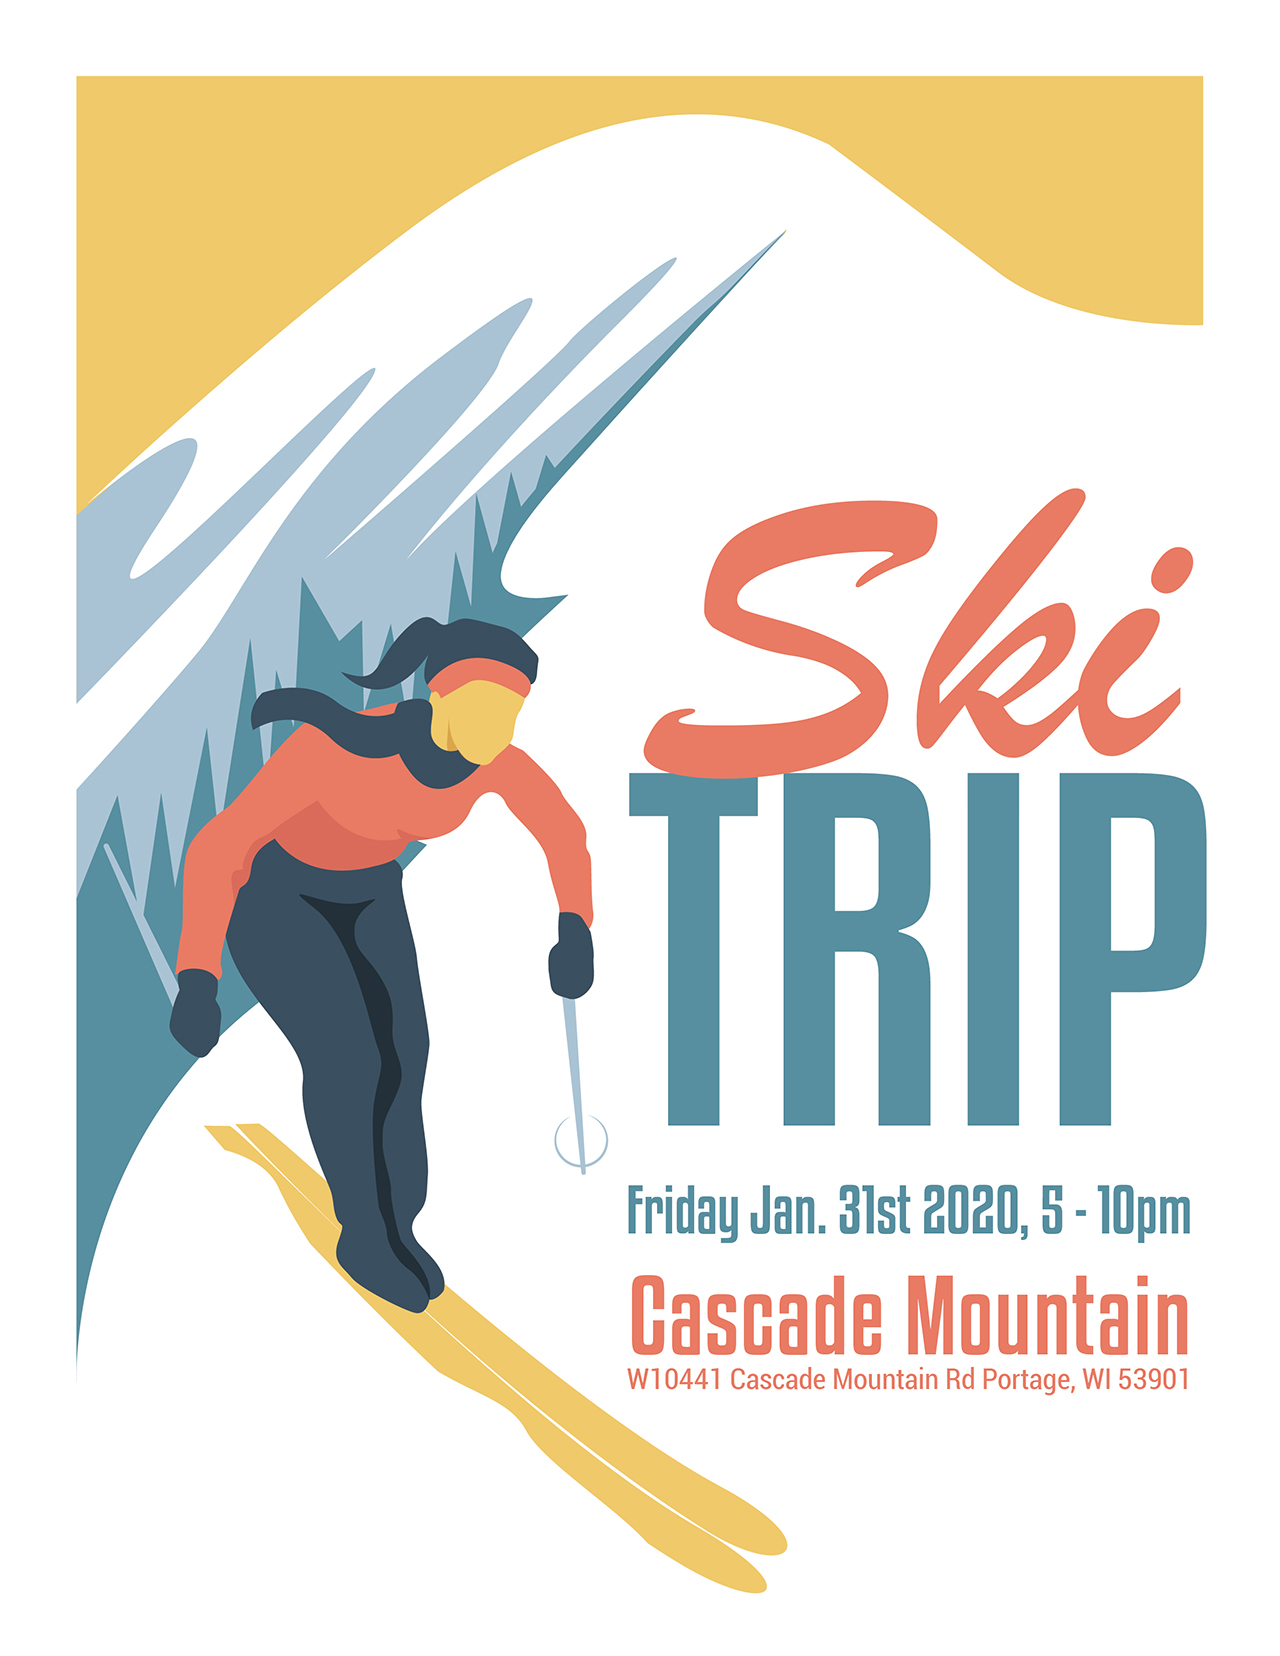 Ski
TRIP
Friday Jan. 31st 2020, 5 - 10pm
Cascade Mountain
W10441 Cascade Mountain Rd Portage, WI 53901